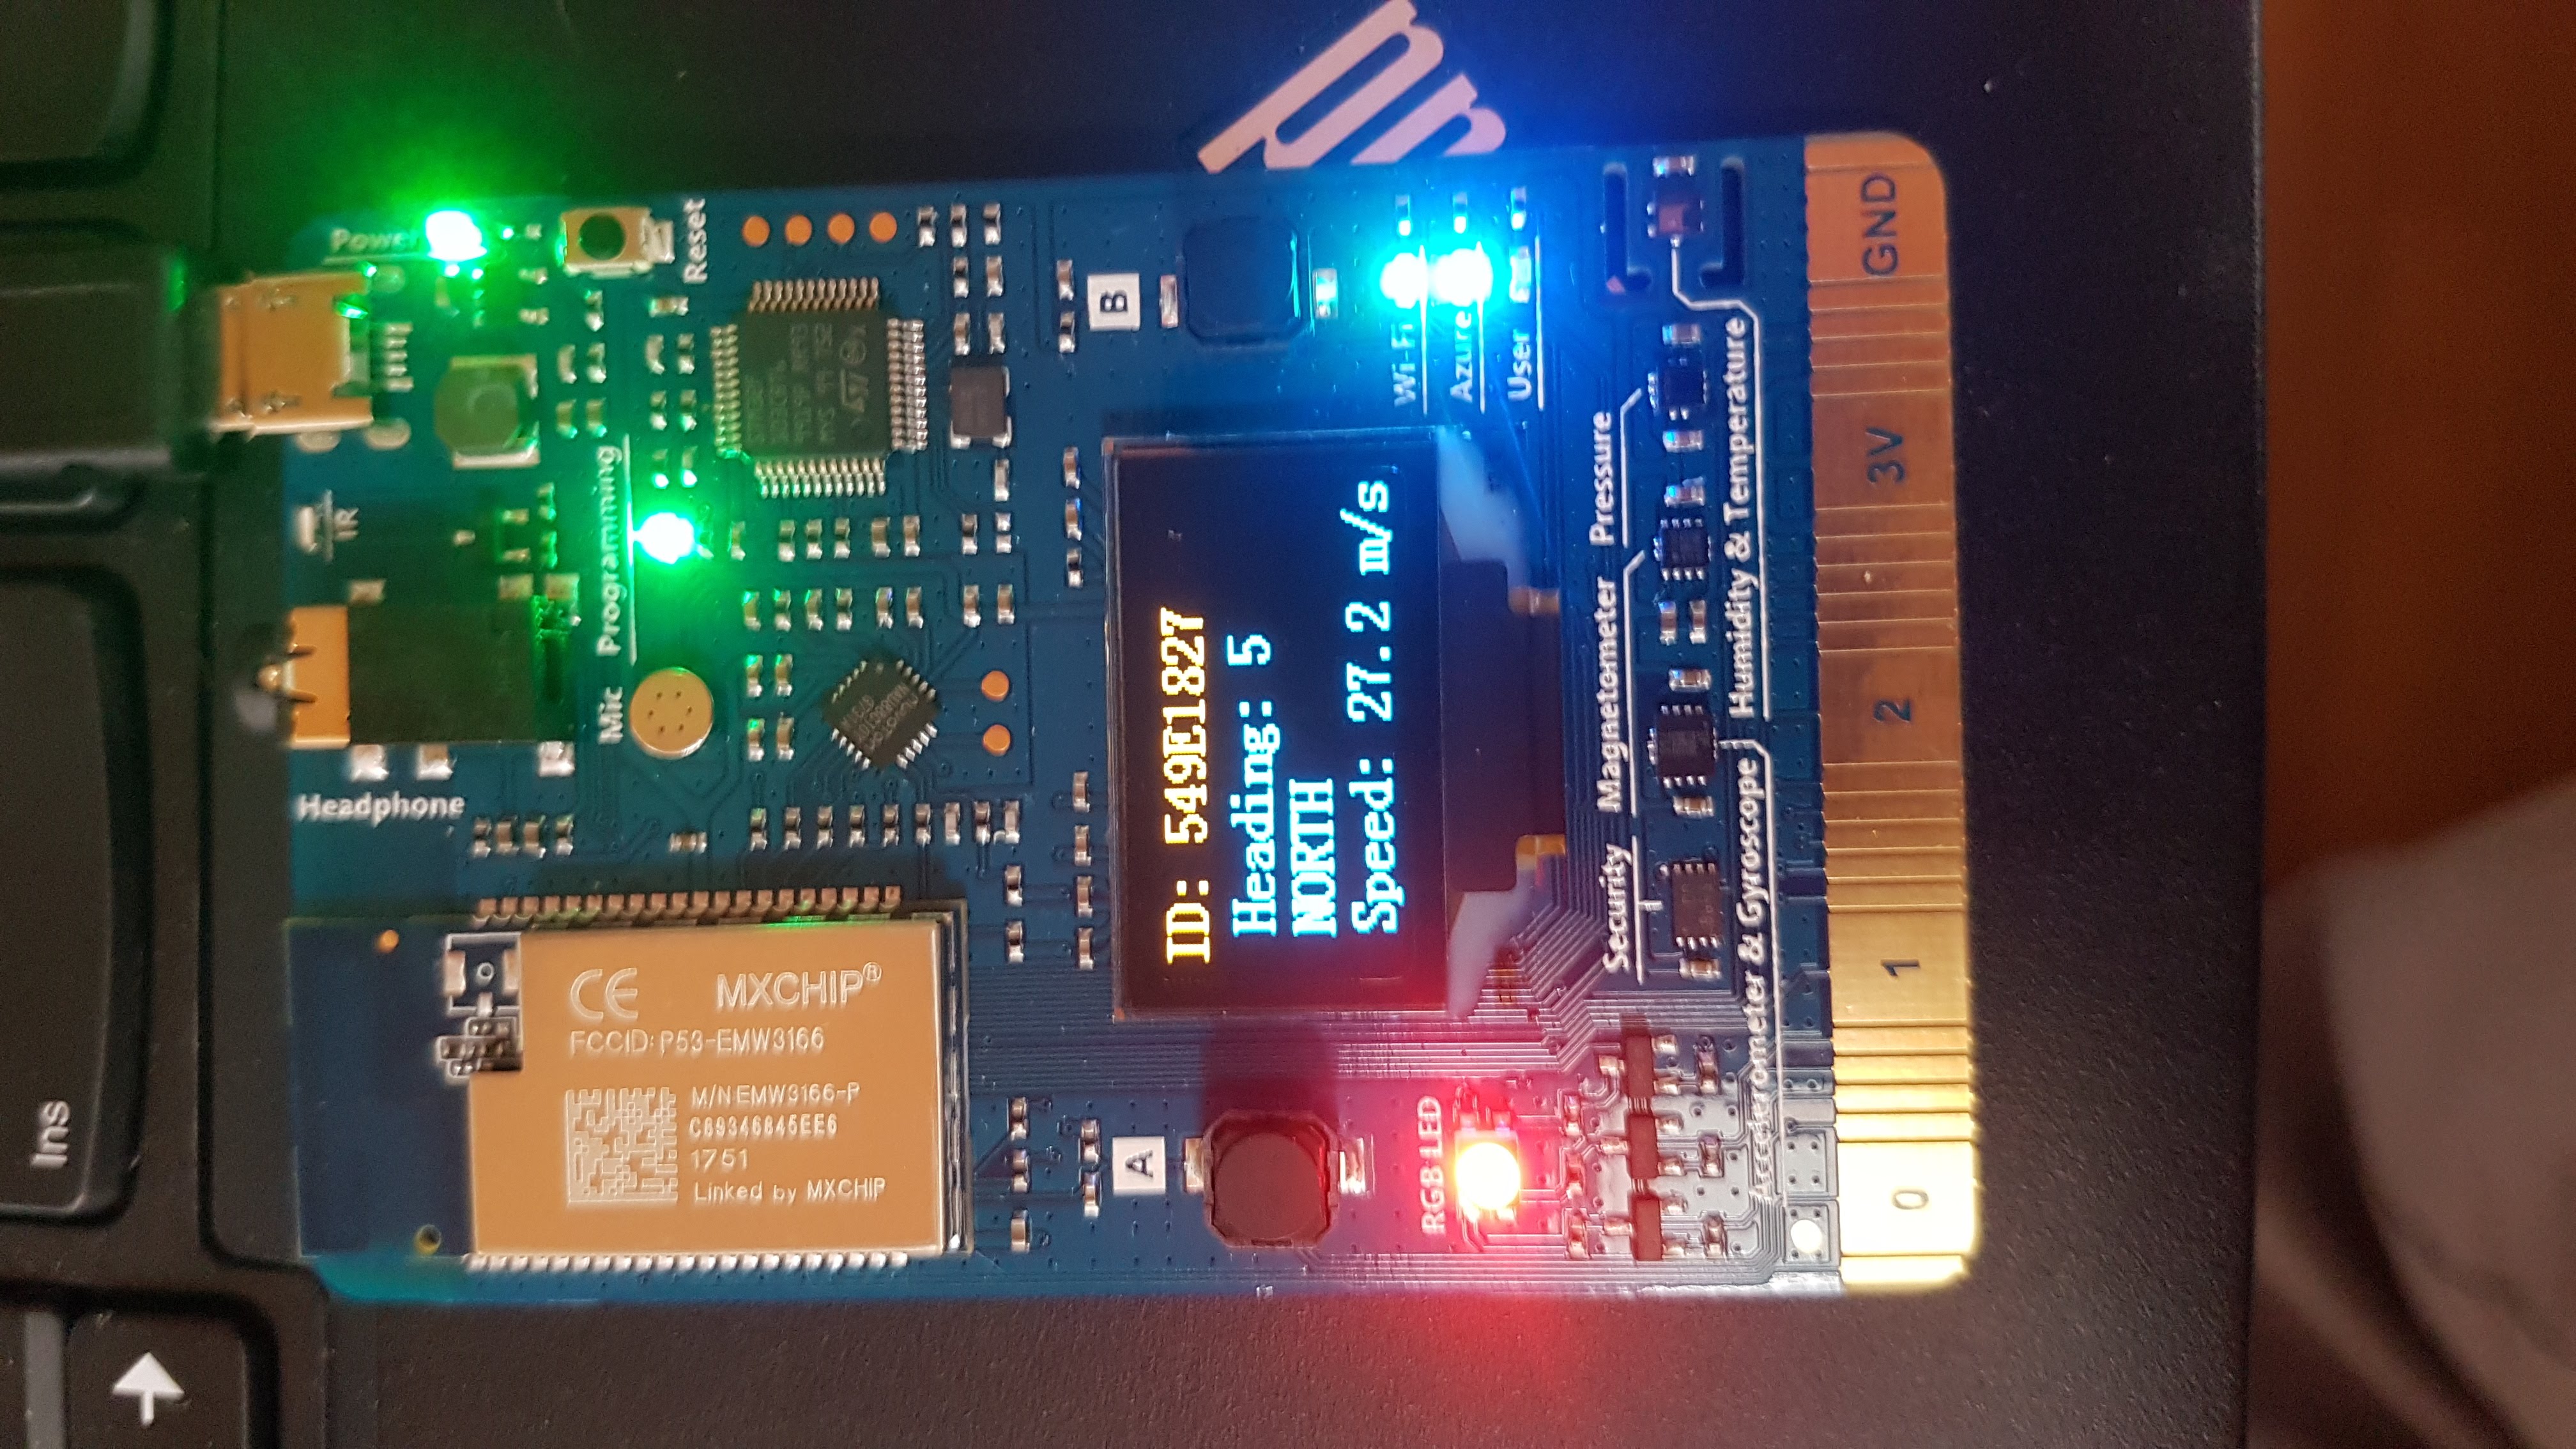 Ins
Headphone
IR
Power
CE
FCCID: P53-EMW3166
MXCHIP®
M/N:EMW3166-P
1751
Linked by MXCHIP
Mic
Programming
Reset
A
B
ID: 549E1827
Heading: 5
NORTH
Speed: 27.2 m/s
RGB LED
Wi-Fi
Azure
User
Security
Magnetometer
Pressure
Accelerometer & Gyroscope
Humidity & Temperature
0
1
2
3V
GND